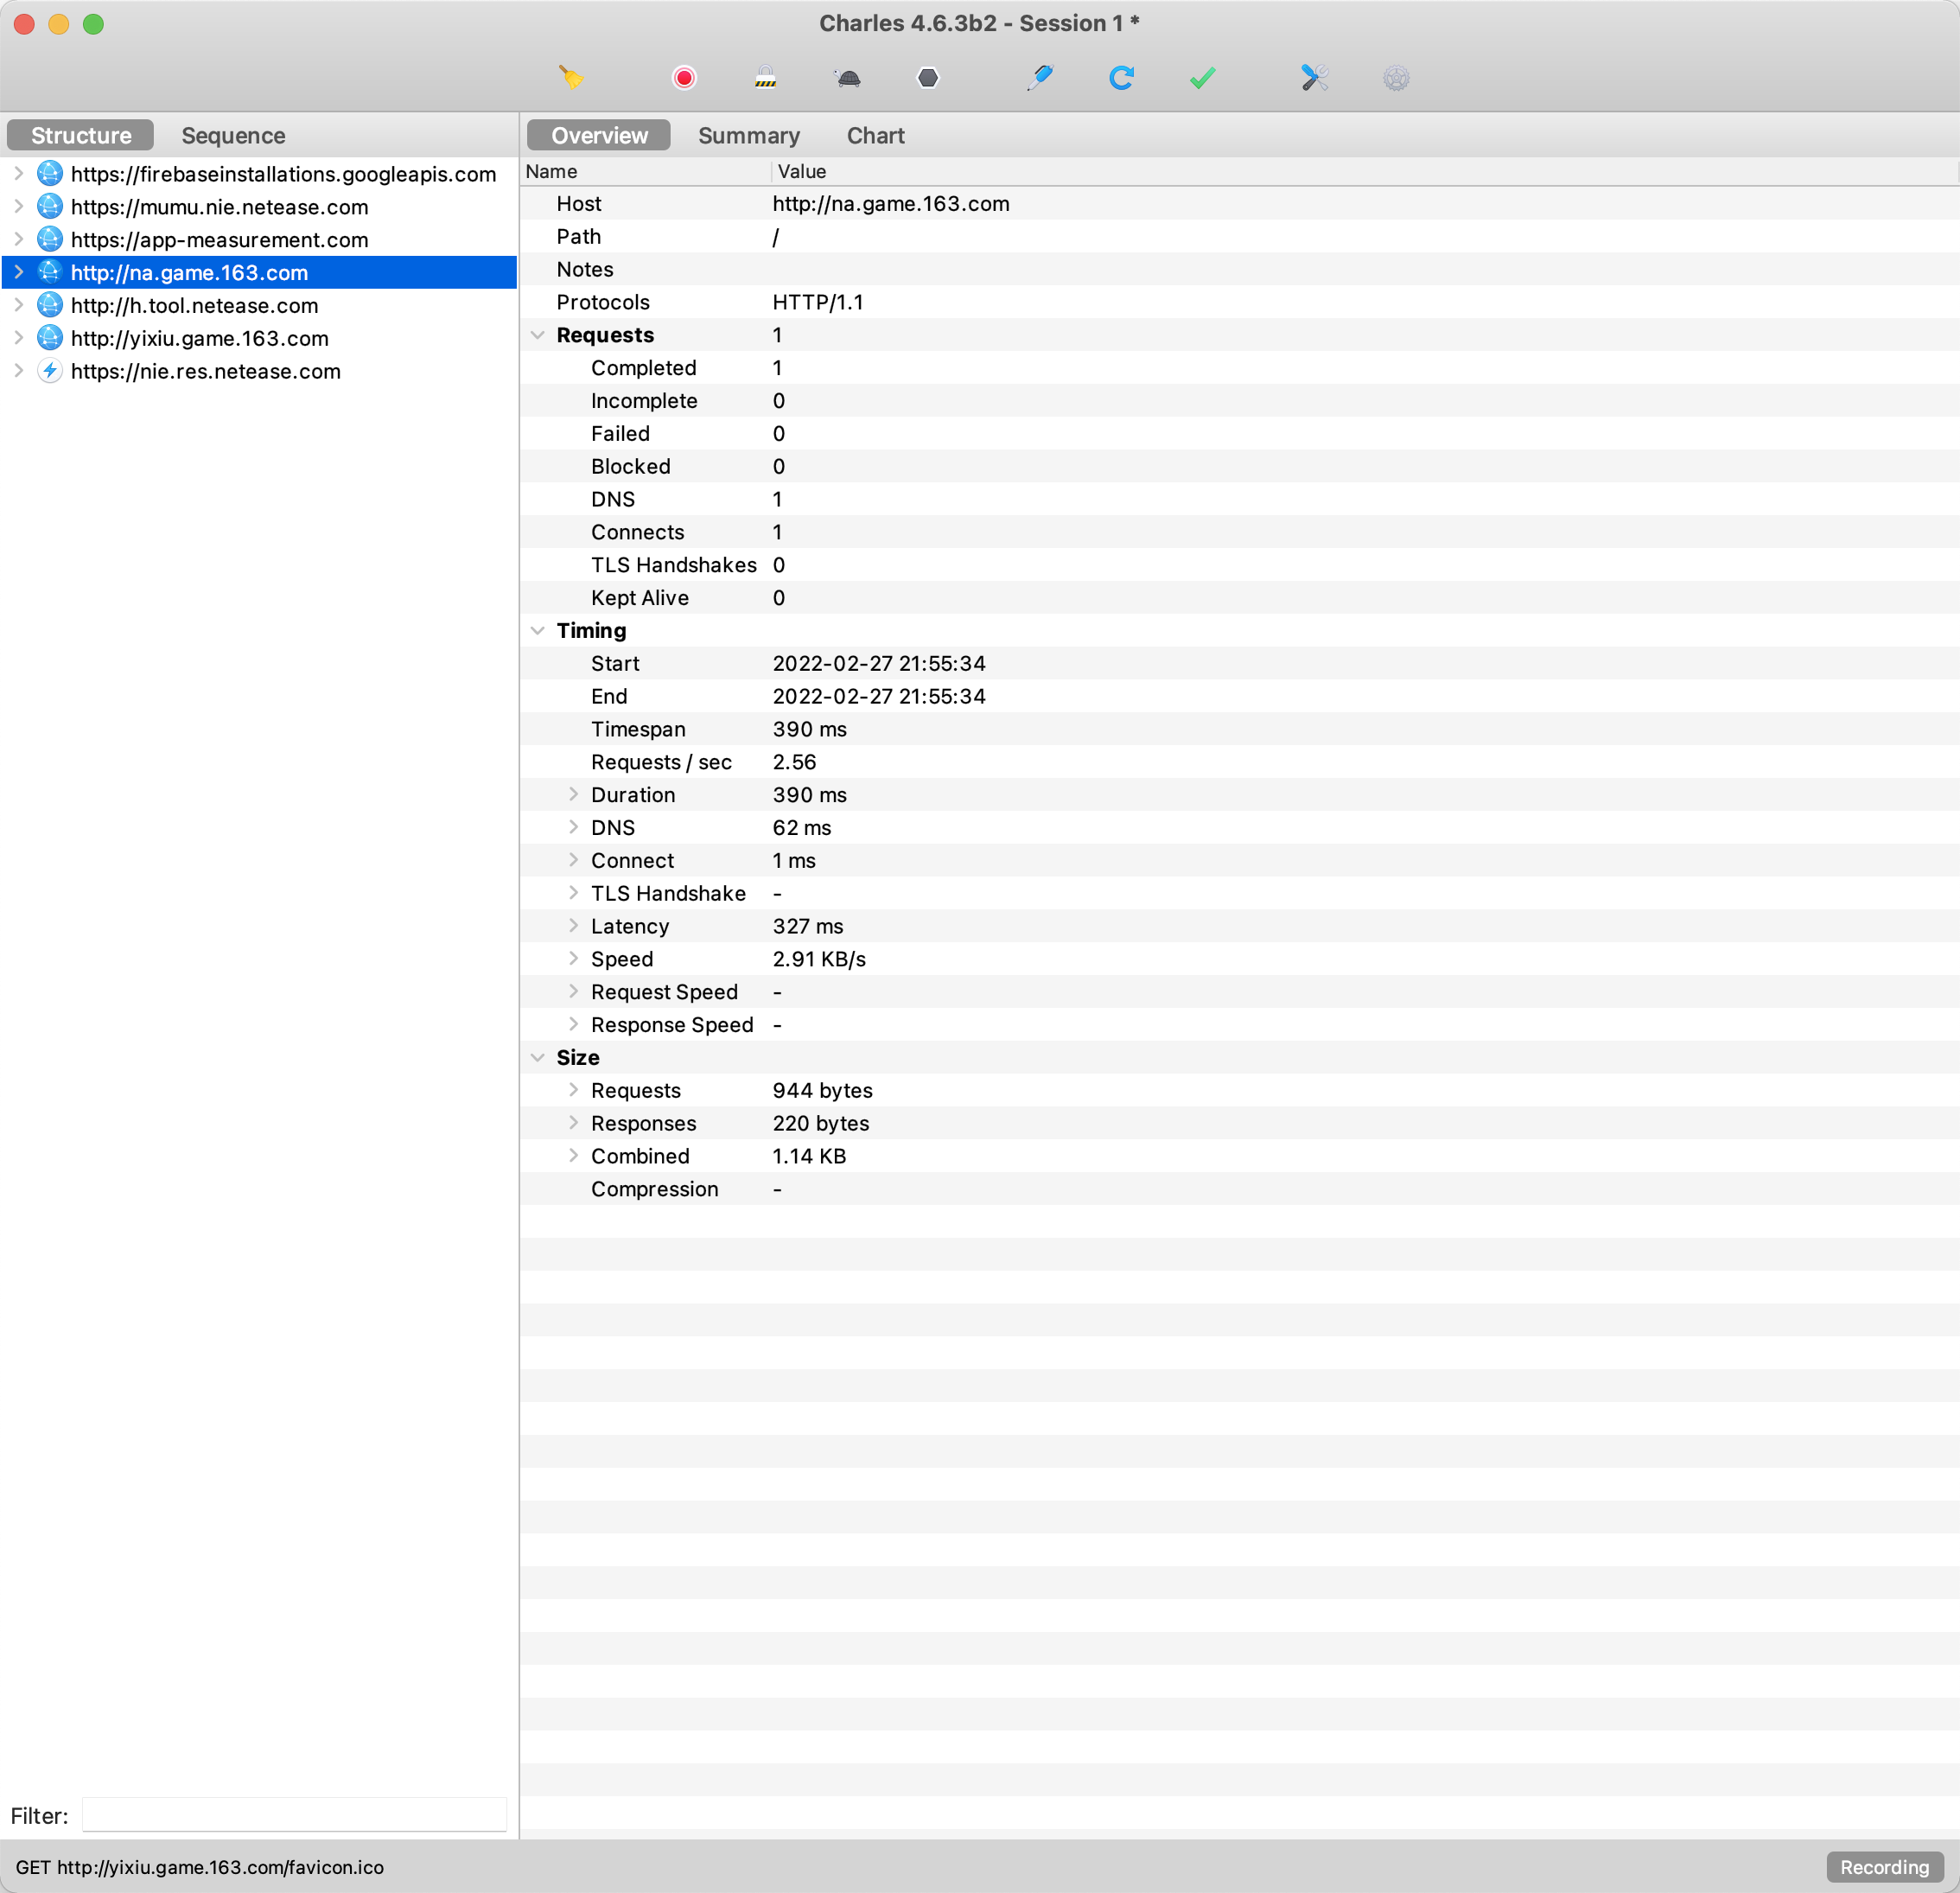 Charles 4.6.3b2 - Session 1 *
Structure
Sequence
https://firebaseinstallations.googleapis.com
https://mumu.nie.netease.com
https://app-measurement.com
http://na.game.163.com
http://h.tool.netease.com
http://yixiu.game.163.com
https://nie.res.netease.com
Filter:
Overview
Summary
Chart
Name Value
Host http://na.game.163.com
Path /
Notes
Protocols HTTP/1.1
Requests 1
Completed 1
Incomplete 0
Failed 0
Blocked 0
DNS 1
Connects 1
TLS Handshakes 0
Kept Alive 0
Timing
Start 2022-02-27 21:55:34
End 2022-02-27 21:55:34
Timespan 390 ms
Requests / sec 2.56
Duration 390 ms
DNS 62 ms
Connect 1 ms
TLS Handshake -
Latency 327 ms
Speed 2.91 KB/s
Request Speed -
Response Speed -
Size
Requests 944 bytes
Responses 220 bytes
Combined 1.14 KB
Compression -
GET http://yixiu.game.163.com/favicon.ico
Recording